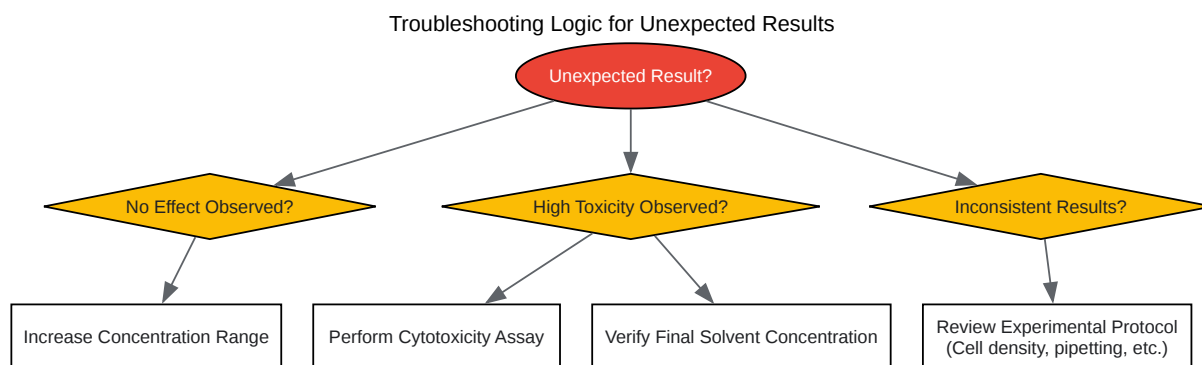 Troubleshooting Logic for Unexpected Results
Unexpected Result?
No Effect Observed?
High Toxicity Observed?
Inconsistent Results?
Increase Concentration Range
Perform Cytotoxicity Assay
Verify Final Solvent Concentration
Review Experimental Protocol
(Cell density, pipetting, etc.)